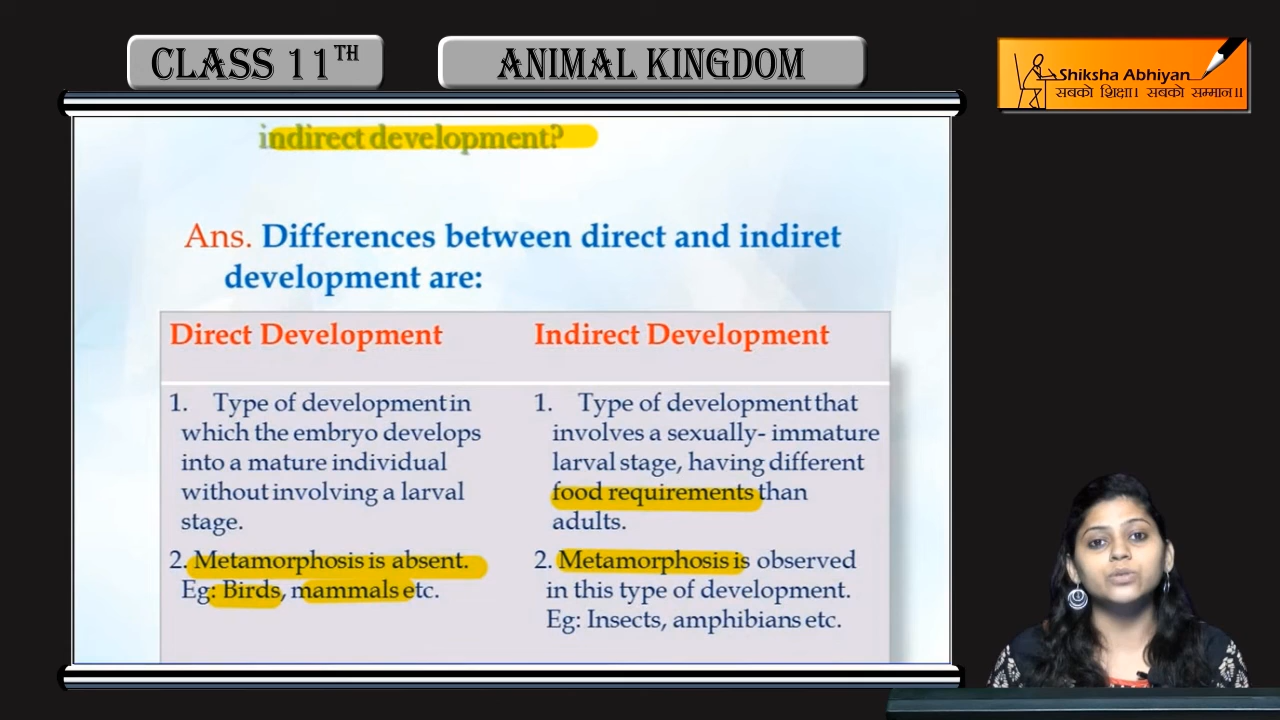 CLASS 11TH
ANIMAL KINGDOM
Shiksha Abhiyan
सबको शिक्षा। सबको सम्मान।।
indirect development?
Ans. Differences between direct and indiret
development are:
Direct Development
1. Type of development in
which the embryo develops
into a mature individual
without involving a larval
stage.
2. Metamorphosis is absent.
Eg: Birds, mammals etc.
Indirect Development
1. Type of development that
involves a sexually- immature
larval stage, having different
food requirements than
adults.
2. Metamorphosis is observed
in this type of development.
Eg: Insects, amphibians etc.